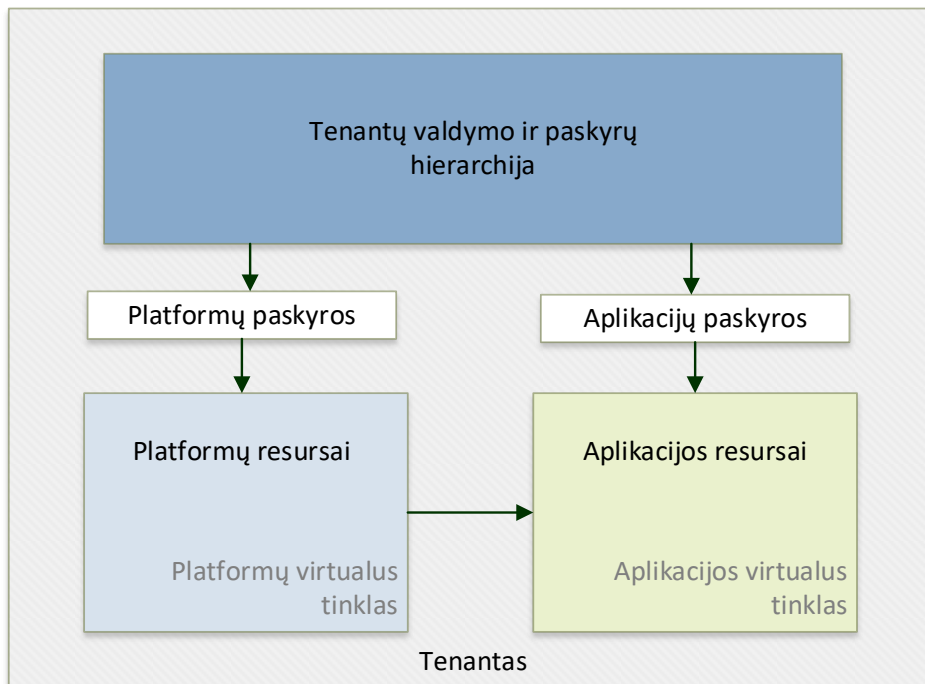 Tenantų valdymo ir paskyrų
hierarchija
Platformų paskyros
Aplikacijų paskyros
Platformų resursai
Aplikacijos resursai
Platformų virtualus
tinklas
Aplikacijos virtualus
tinklas
Tenantas